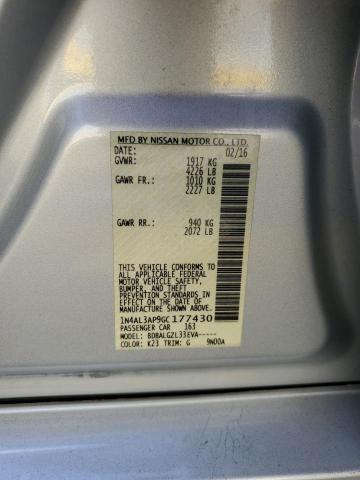 MFD BY NISSAN MOTOR CO., LTD.
DATE: 02/16
GVWR: 1917 KG
4226 LB
GAWR FR.: 1010 KG
2227 LB
GAWR RR.: 940 KG
2072 LB
THIS VEHICLE CONFORMS TO
ALL APPLICABLE FEDERAL
MOTOR VEHICLE SAFETY,
BUMPER, AND THEFT
PREVENTION STANDARDS IN
EFFECT ON THE DATE OF
MANUFACTURE SHOWN ABOVE.
1N4AL3AP9GC177430
PASSENGER CAR 163
MODEL: BDBALGZL33EVA-----
COLOR: K23 TRIM: G 9N00A